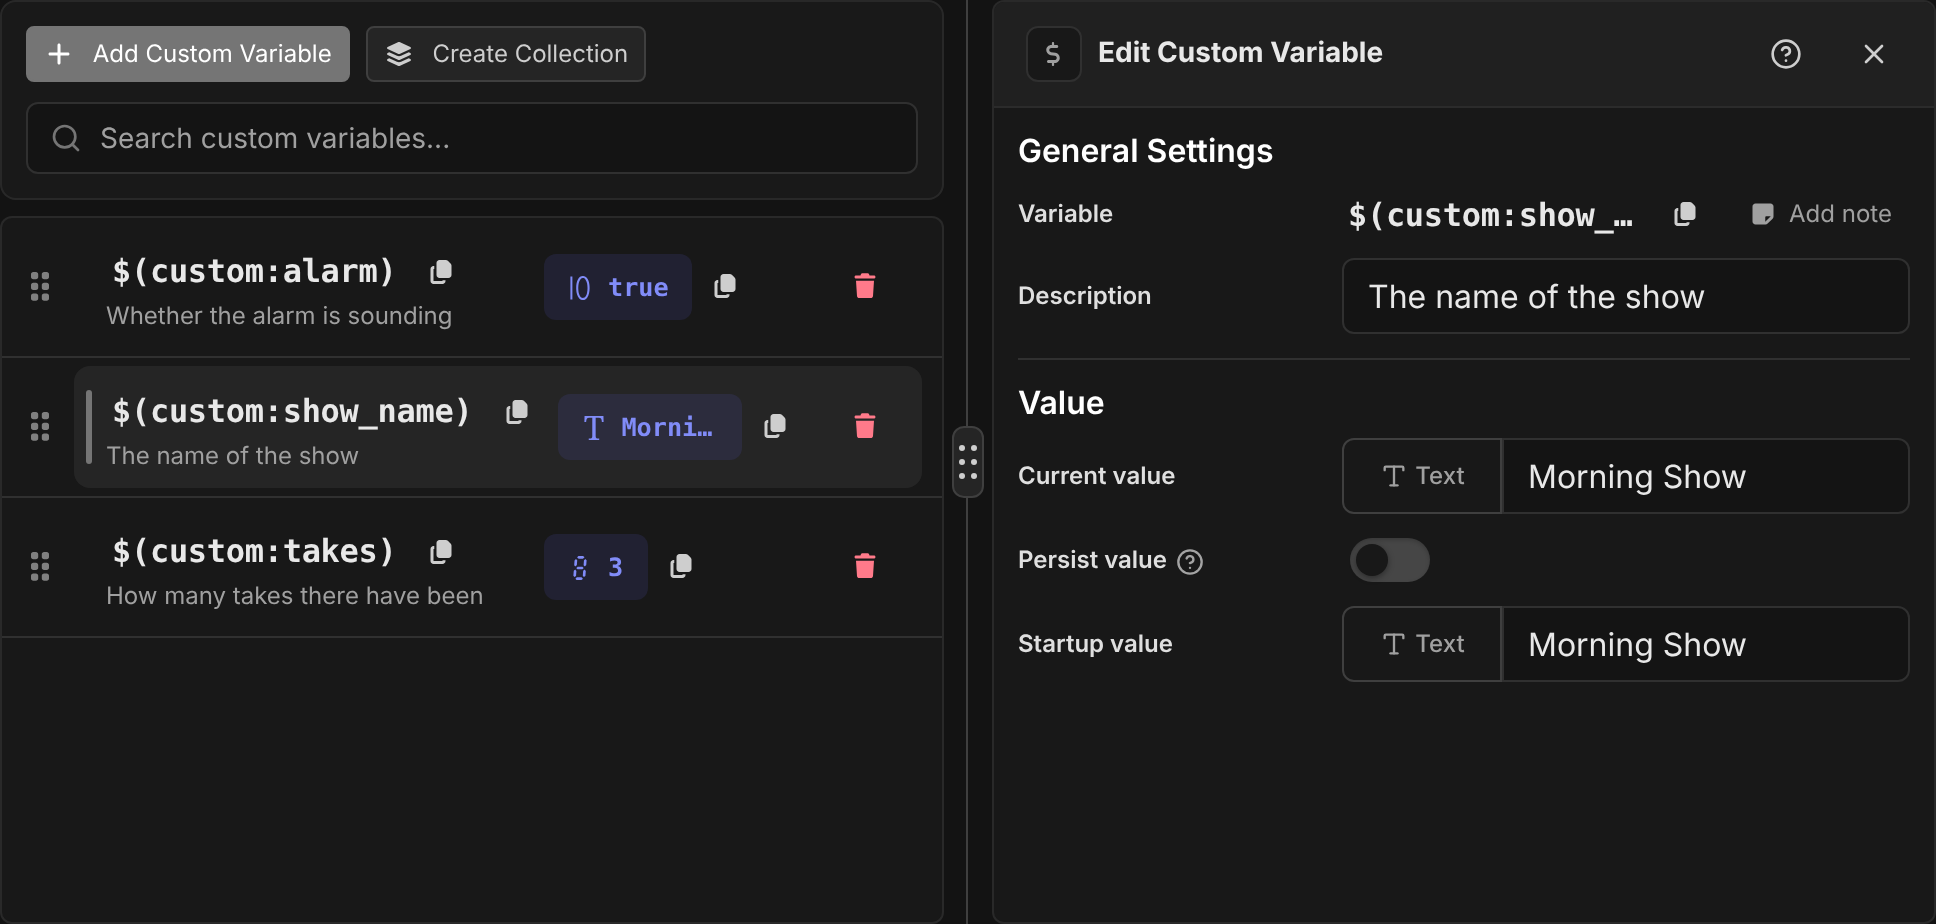 Add Custom Variable
Create Collection
Search custom variables...
$(custom:alarm)
true
Whether the alarm is sounding
$(custom:show_name)
Morni…
The name of the show
$(custom:takes)
3
How many takes there have been
$ Edit Custom Variable
General Settings
Variable
$(custom:show_…
Add note
Description
The name of the show
Value
Current value
Text
Morning Show
Persist value
Startup value
Text
Morning Show